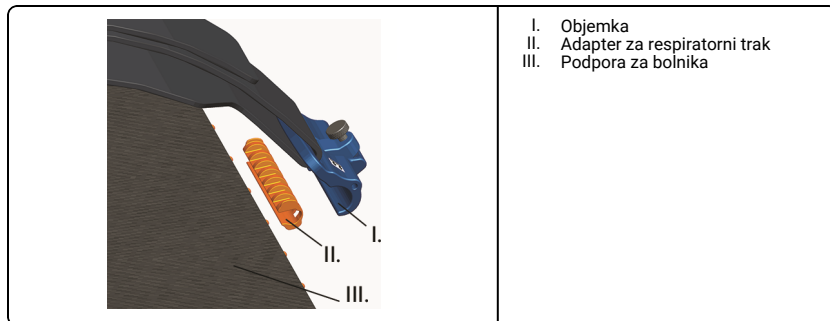 I.
II.
III.
I. Objemka
II. Adapter za respiratorni trak
III. Podpora za bolnika